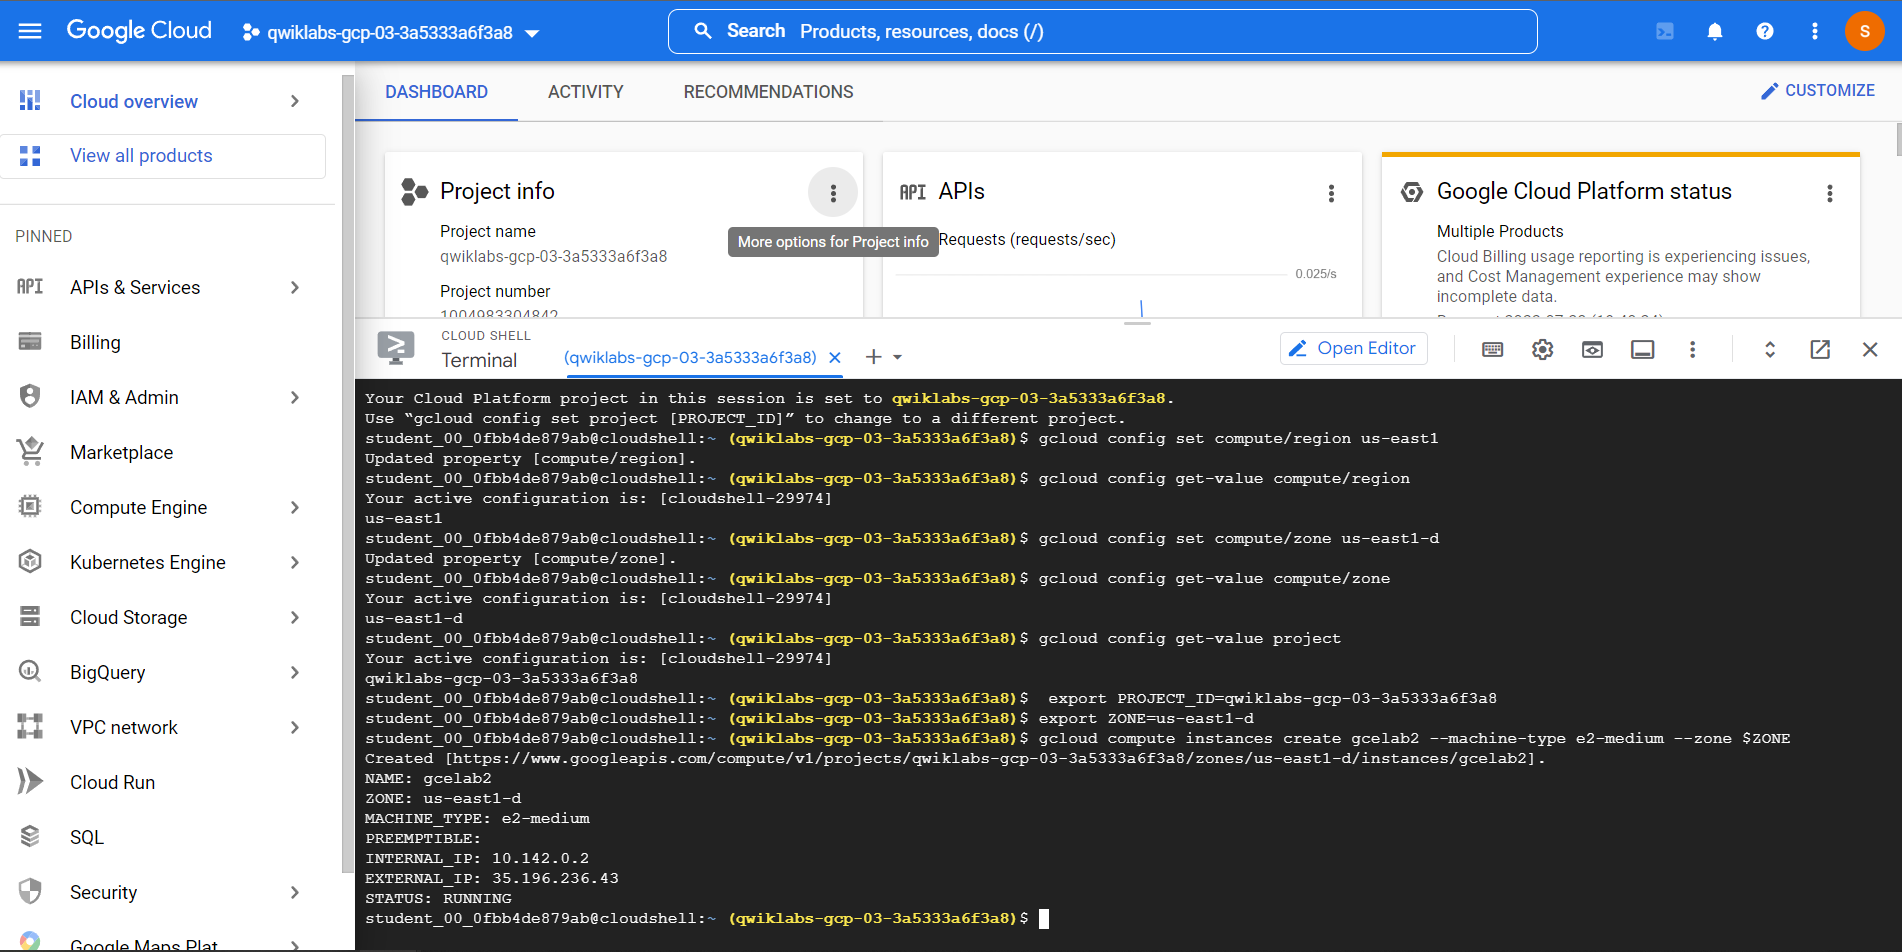 Google Cloud
qwiklabs-gcp-03-3a5333a6f3a8
Search Products, resources, docs (/)
S
Cloud overview
View all products
PINNED
APIs & Services
Billing
IAM & Admin
Marketplace
Compute Engine
Kubernetes Engine
Cloud Storage
BigQuery
VPC network
Cloud Run
SQL
Security
Google Maps Plat
DASHBOARD
ACTIVITY
RECOMMENDATIONS
CUSTOMIZE
Project info
Project name
qwiklabs-gcp-03-3a5333a6f3a8
Project number
1004983304842
More options for Project info
API APIs
Requests (requests/sec)
0.025/s
Google Cloud Platform status
Multiple Products
Cloud Billing usage reporting is experiencing issues,
and Cost Management experience may show
incomplete data.
CLOUD SHELL
Terminal
(qwiklabs-gcp-03-3a5333a6f3a8)
Open Editor
Your Cloud Platform project in this session is set to qwiklabs-gcp-03-3a5333a6f3a8.
Use “gcloud config set project [PROJECT_ID]” to change to a different project.
student_00_0fbb4de879ab@cloudshell:~ (qwiklabs-gcp-03-3a5333a6f3a8)$ gcloud config set compute/region us-east1
Updated property [compute/region].
student_00_0fbb4de879ab@cloudshell:~ (qwiklabs-gcp-03-3a5333a6f3a8)$ gcloud config get-value compute/region
Your active configuration is: [cloudshell-29974]
us-east1
student_00_0fbb4de879ab@cloudshell:~ (qwiklabs-gcp-03-3a5333a6f3a8)$ gcloud config set compute/zone us-east1-d
Updated property [compute/zone].
student_00_0fbb4de879ab@cloudshell:~ (qwiklabs-gcp-03-3a5333a6f3a8)$ gcloud config get-value compute/zone
Your active configuration is: [cloudshell-29974]
us-east1-d
student_00_0fbb4de879ab@cloudshell:~ (qwiklabs-gcp-03-3a5333a6f3a8)$ gcloud config get-value project
Your active configuration is: [cloudshell-29974]
qwiklabs-gcp-03-3a5333a6f3a8
student_00_0fbb4de879ab@cloudshell:~ (qwiklabs-gcp-03-3a5333a6f3a8)$  export PROJECT_ID=qwiklabs-gcp-03-3a5333a6f3a8
student_00_0fbb4de879ab@cloudshell:~ (qwiklabs-gcp-03-3a5333a6f3a8)$ export ZONE=us-east1-d
student_00_0fbb4de879ab@cloudshell:~ (qwiklabs-gcp-03-3a5333a6f3a8)$ gcloud compute instances create gcelab2 --machine-type e2-medium --zone $ZONE
Created [https://www.googleapis.com/compute/v1/projects/qwiklabs-gcp-03-3a5333a6f3a8/zones/us-east1-d/instances/gcelab2].
NAME: gcelab2
ZONE: us-east1-d
MACHINE_TYPE: e2-medium
PREEMPTIBLE:
INTERNAL_IP: 10.142.0.2
EXTERNAL_IP: 35.196.236.43
STATUS: RUNNING
student_00_0fbb4de879ab@cloudshell:~ (qwiklabs-gcp-03-3a5333a6f3a8)$